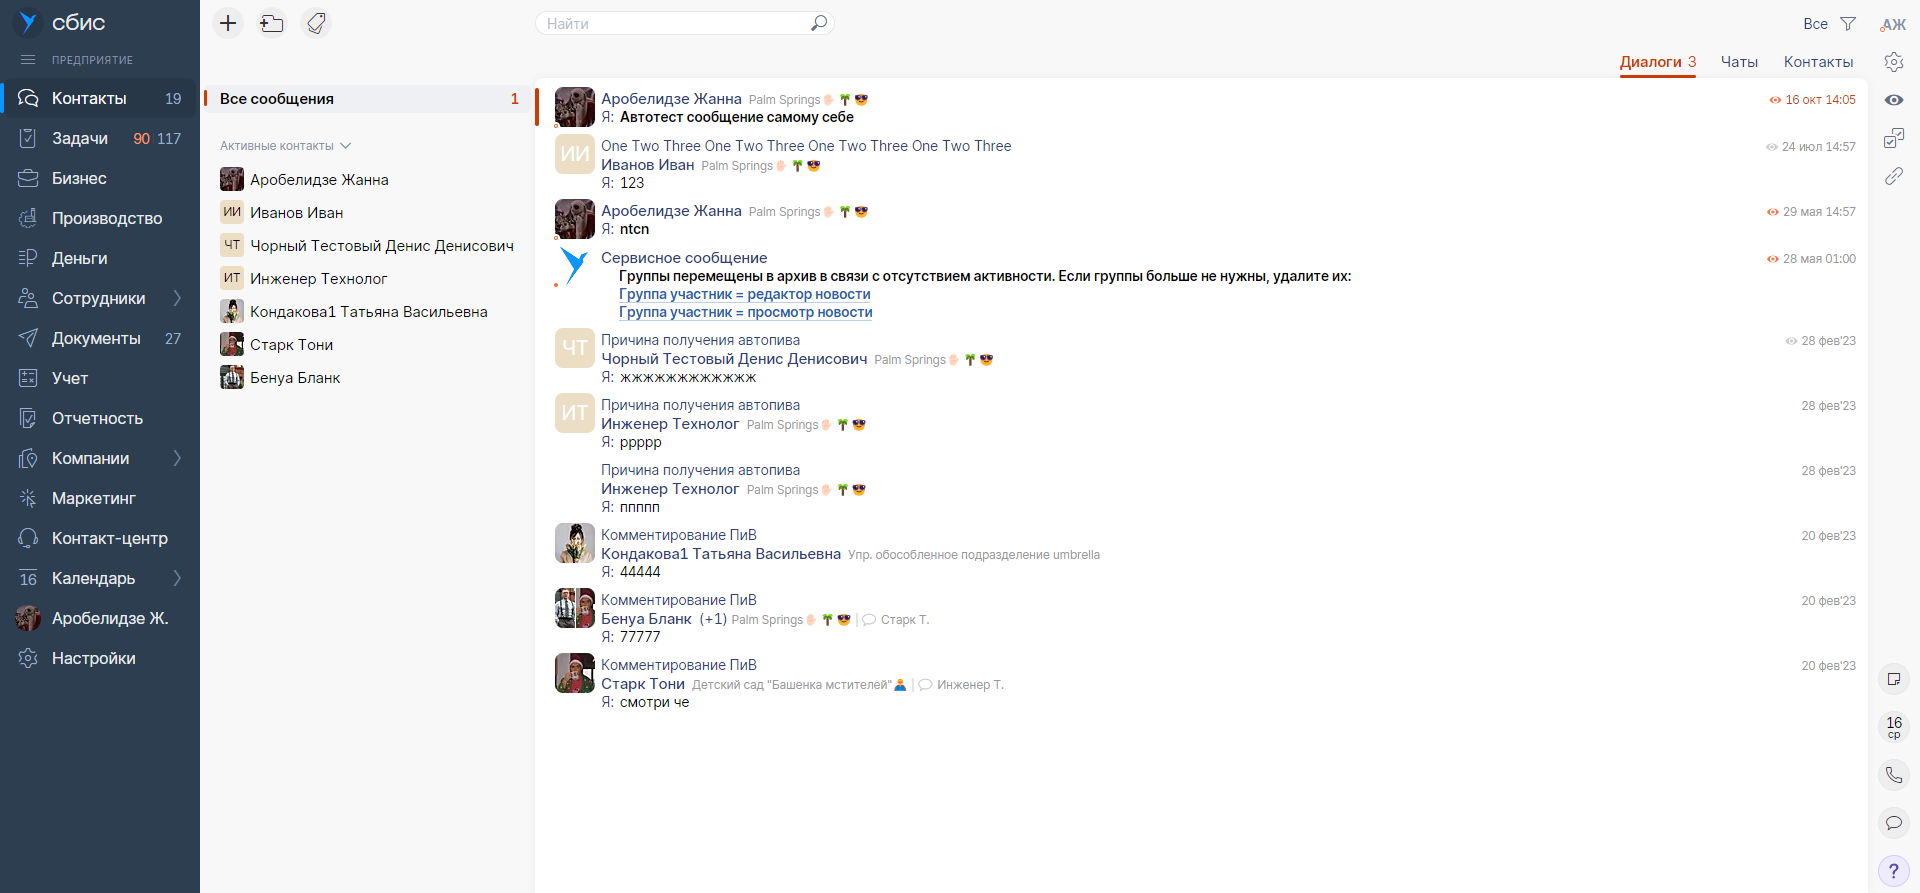 сбис
ПРЕДПРИЯТИЕ
Контакты 19
Задачи 90 117
Бизнес
Производство
Деньги
Сотрудники
Документы 27
Учет
Отчетность
Компании
Маркетинг
Контакт-центр
16 Календарь
Аробелидзе Ж.
Настройки
Все сообщения 1
Активные контакты
Аробелидзе Жанна
ИИ Иванов Иван
ЧТ Чорный Тестовый Денис Денисович
ИТ Инженер Технолог
Кондакова1 Татьяна Васильевна
Старк Тони
Бенуа Бланк
Найти
Все
АЖ
Диалоги 3 Чаты Контакты
Аробелидзе Жанна Palm Springs 16 окт 14:05
Я: Автотест сообщение самому себе
ИИ
One Two Three One Two Three One Two Three One Two Three 24 июл 14:57
Иванов Иван Palm Springs
Я: 123
Аробелидзе Жанна Palm Springs 29 мая 14:57
Я: ntcn
Сервисное сообщение 28 мая 01:00
Группы перемещены в архив в связи с отсутствием активности. Если группы больше не нужны, удалите их:
Группа участник = редактор новости
Группа участник = просмотр новости
ЧТ
Причина получения автопива 28 фев'23
Чорный Тестовый Денис Денисович Palm Springs
Я: жжжжжжжжжжжж
ИТ
Причина получения автопива 28 фев'23
Инженер Технолог Palm Springs
Я: ррррр
Причина получения автопива 28 фев'23
Инженер Технолог Palm Springs
Я: ппппп
Комментирование ПиВ 20 фев'23
Кондакова1 Татьяна Васильевна Упр. обособленное подразделение umbrella
Я: 44444
Комментирование ПиВ 20 фев'23
Бенуа Бланк (+1) Palm Springs | Старк Т.
Я: 77777
Комментирование ПиВ 20 фев'23
Старк Тони Детский сад "Башенка мстителей" | Инженер Т.
Я: смотри че
16
ср
?